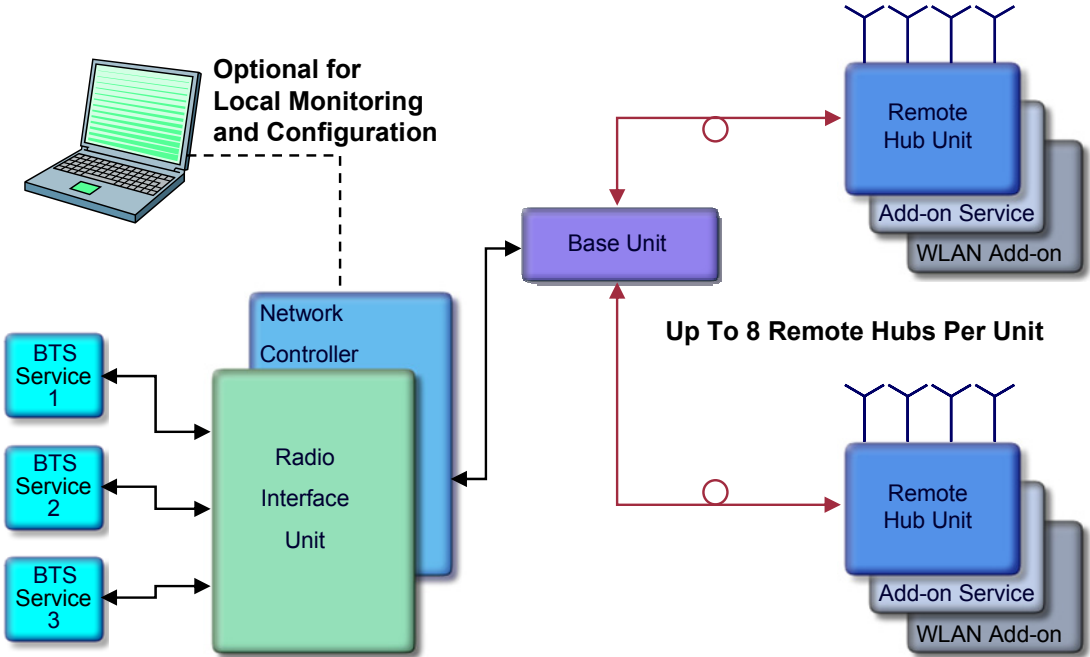 Optional for
Local Monitoring
and Configuration
Remote
Hub Unit
Add-on Service
WLAN Add-on
Base Unit
Network
Controller
Up To 8 Remote Hubs Per Unit
BTS
Service
1
Radio
Interface
Unit
BTS
Service
2
BTS
Service
3
Remote
Hub Unit
Add-on Service
WLAN Add-on